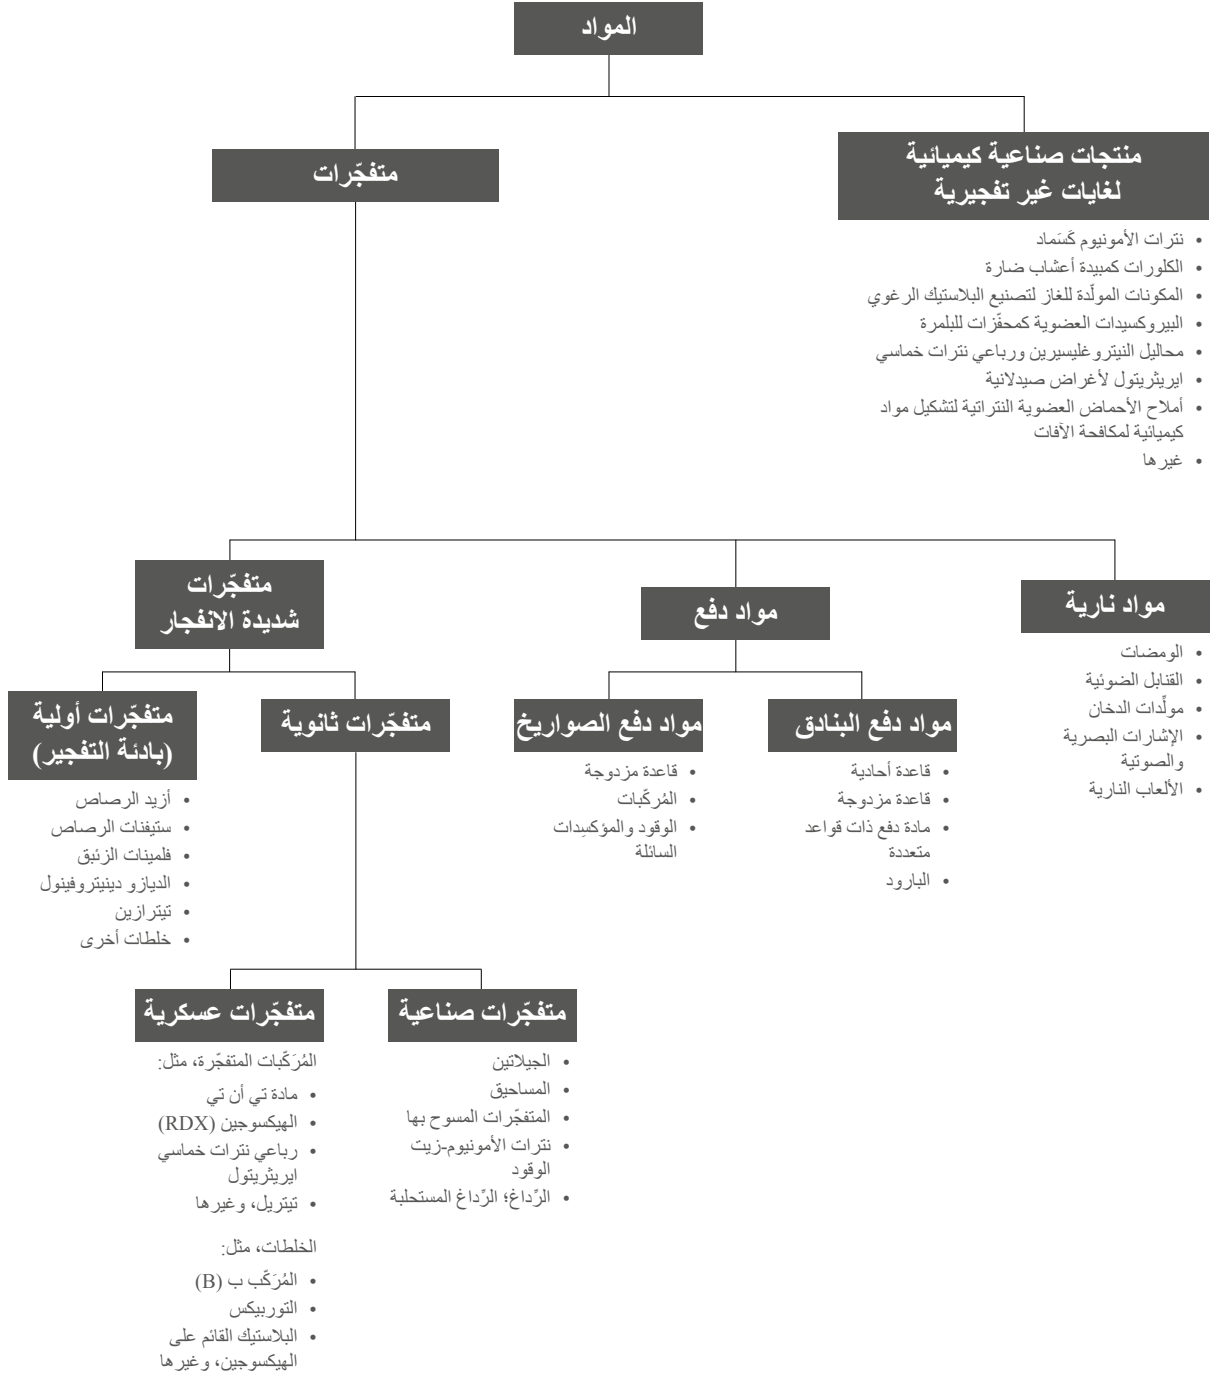 المواد
منتجات صناعية كيميائية
لغايات غير تفجيرية
• نترات الأمونيوم كَسَماد
• الكلورات كمبيدة أعشاب ضارة
• المكونات المولّدة للغاز لتصنيع البلاستيك الرغوي
• البيروكسيدات العضوية كمحفّزات للبلمرة
• محاليل النيتروغليسيرين ورباعي نترات خماسي
• ايريثريتول لأغراض صيدلانية
• أملاح الأحماض العضوية النتراتية لتشكيل مواد
كيميائية لمكافحة الآفات
• غيرها
متفجّرات
مواد نارية
• الومضات
• القنابل الضوئية
• مولِّدات الدخان
• الإشارات البصرية
والصوتية
• الألعاب النارية
مواد دفع
مواد دفع البنادق
• قاعدة أحادية
• قاعدة مزدوجة
• مادة دفع ذات قواعد
متعددة
• البارود
مواد دفع الصواريخ
• قاعدة مزدوجة
• المُركّبات
• الوقود والمؤكسِدات
السائلة
متفجّرات
شديدة الانفجار
متفجّرات ثانوية
متفجّرات أولية
(بادئة التفجير)
• أزيد الرصاص
• ستيفنات الرصاص
• فلمينات الزئبق
• الديازو دينيتروفينول
• تيترازين
• خلطات أخرى
متفجّرات صناعية
• الجيلاتين
• المساحيق
• المتفجّرات المسوح بها
• نترات الأمونيوم-زيت
الوقود
• الرِّداغ؛ الرِّداغ المستحلبة
متفجّرات عسكرية
المُرَكّبات المتفجّرة، مثل:
• مادة تي أن تي
• الهيكسوجين (RDX)
• رباعي نترات خماسي
ايريثريتول
• تيتريل، وغيرها
الخلطات، مثل:
• المُرَكّب ب (B)
• التوربيكس
• البلاستيك القائم على
الهيكسوجين، وغيرها